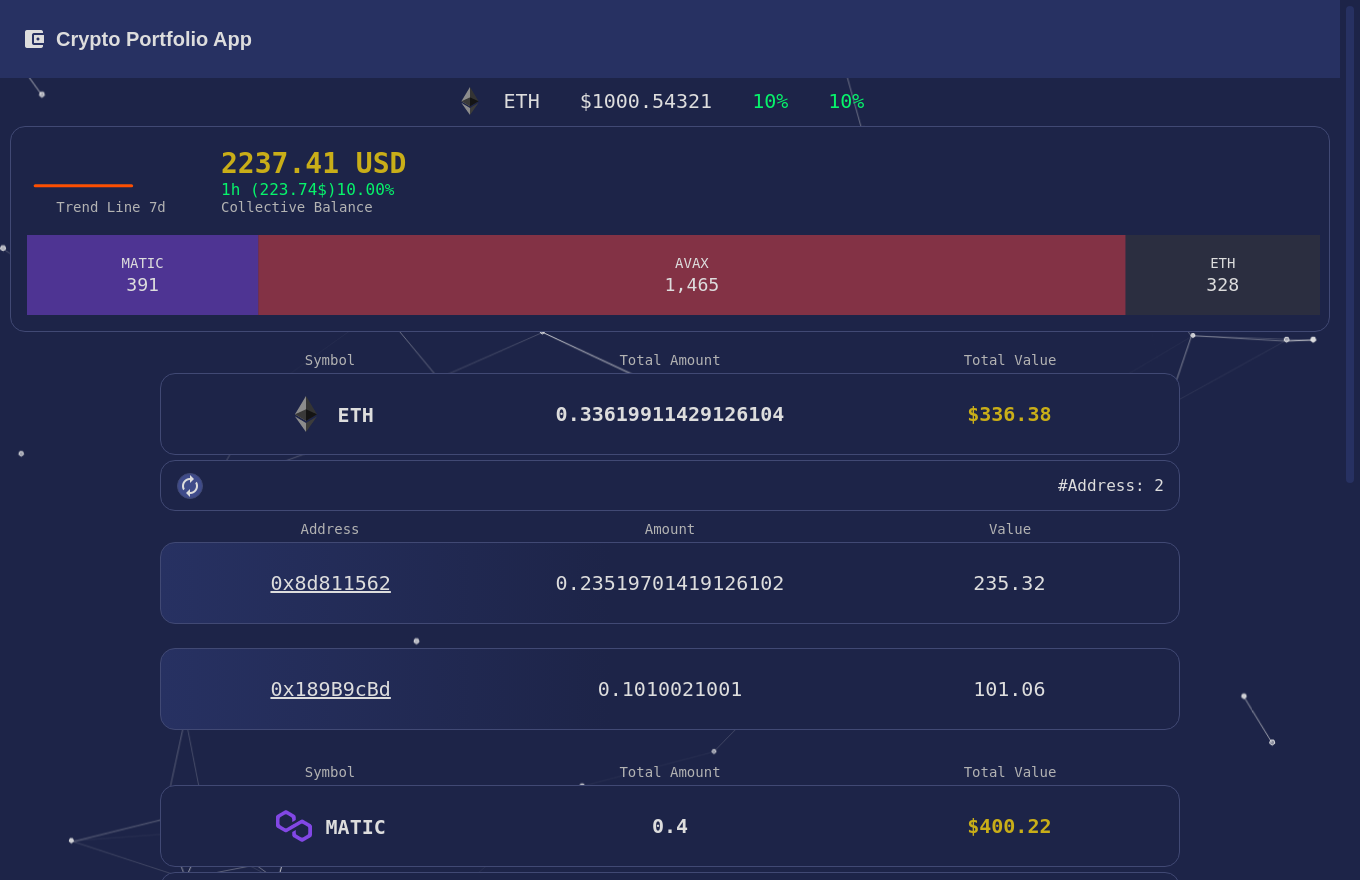 Crypto Portfolio App
ETH $1000.54321 10% 10%
2237.41 USD
1h (223.74$)10.00%
Trend Line 7d
Collective Balance
MATIC
391
AVAX
1,465
ETH
328
Symbol Total Amount Total Value
ETH 0.33619911429126104 $336.38
#Address: 2
Address Amount Value
0x8d811562 0.23519701419126102 235.32
0x189B9cBd 0.1010021001 101.06
Symbol Total Amount Total Value
MATIC 0.4 $400.22